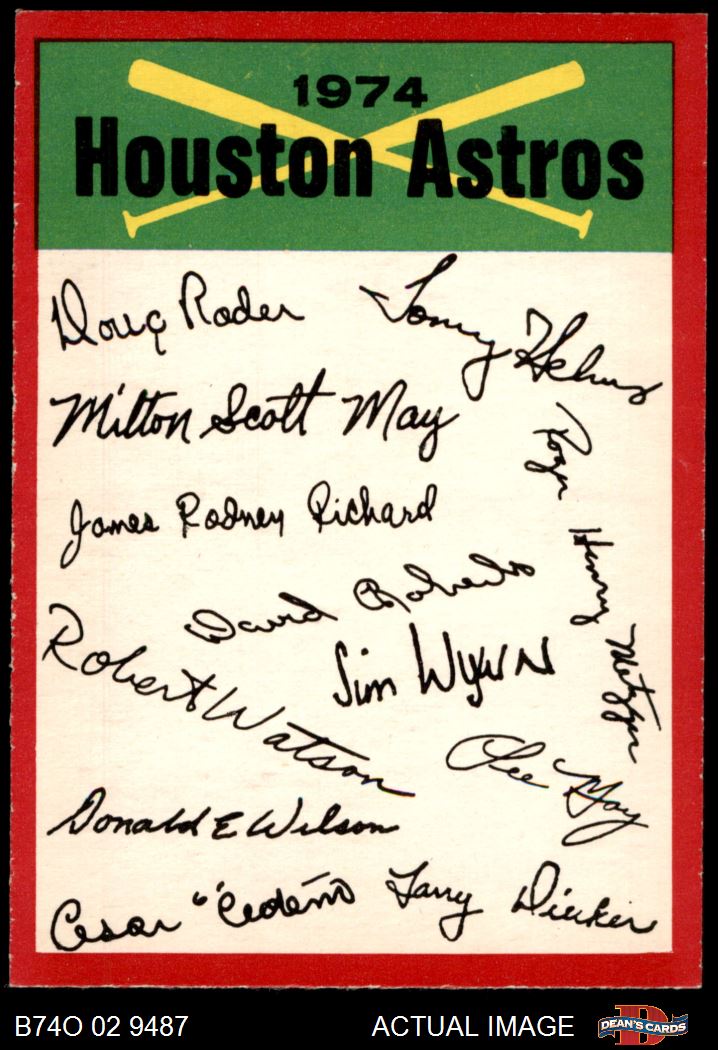 1974
Houston Astros
Doug Rader
Tommy Helms
Milton Scott May
Roger Henry Metzger
James Rodney Richard
David Roberts
Robert Watson
Jim Wynn
Lee May
Donald E Wilson
Cesar "Cedeño
Larry Dierker
B74O 02 9487
ACTUAL IMAGE
D
DEAN'S CARDS